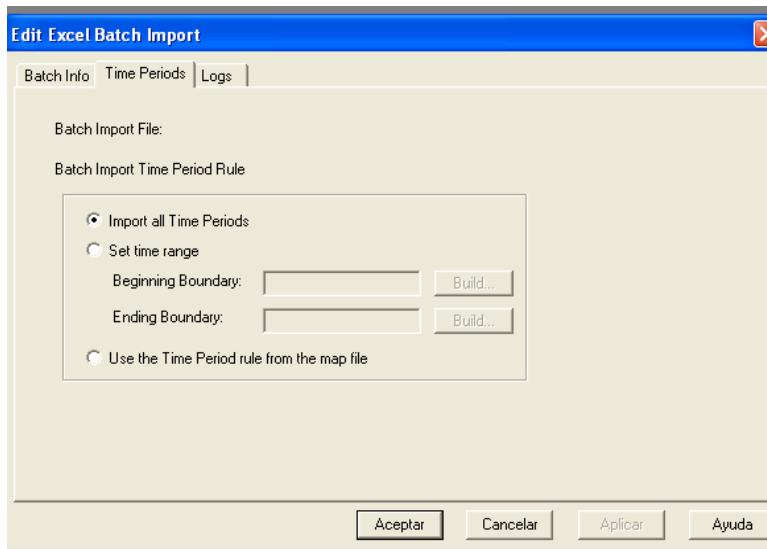 Edit Excel Batch Import
Batch Info Time Periods Logs
Batch Import File:
Batch Import Time Period Rule
Import all Time Periods
Set time range
Beginning Boundary: Build...
Ending Boundary: Build...
Use the Time Period rule from the map file
Aceptar Cancelar Aplicar Ayuda